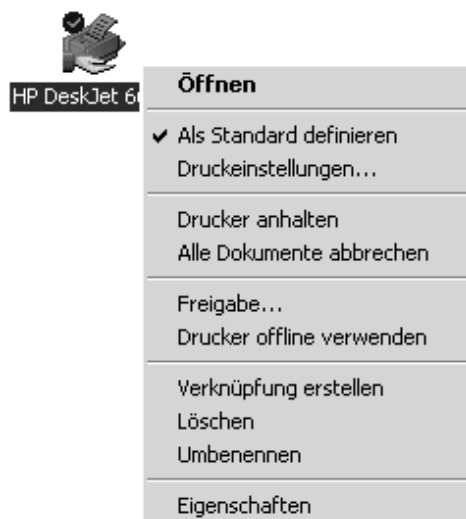 HP DeskJet
Öffnen
Als Standard definieren
Druckeinstellungen...
Drucker anhalten
Alle Dokumente abbrechen
Freigabe...
Drucker offline verwenden
Verknüpfung erstellen
Löschen
Umbenennen
Eigenschaften